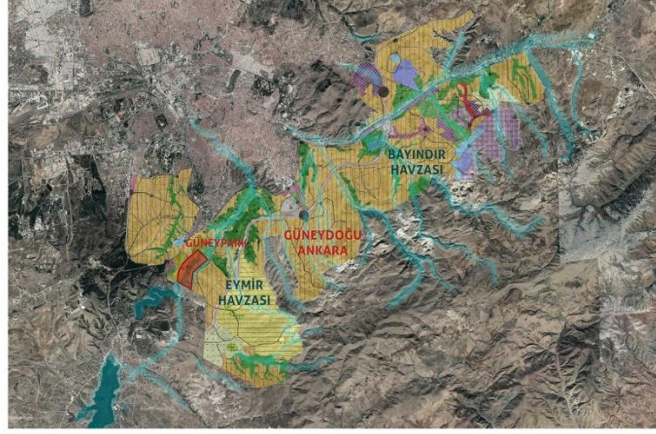 BAYINDIR
HAVZASI
GÜNEYDOĞU
ANKARA
GÜNEYPARK
EYMİR
HAVZASI